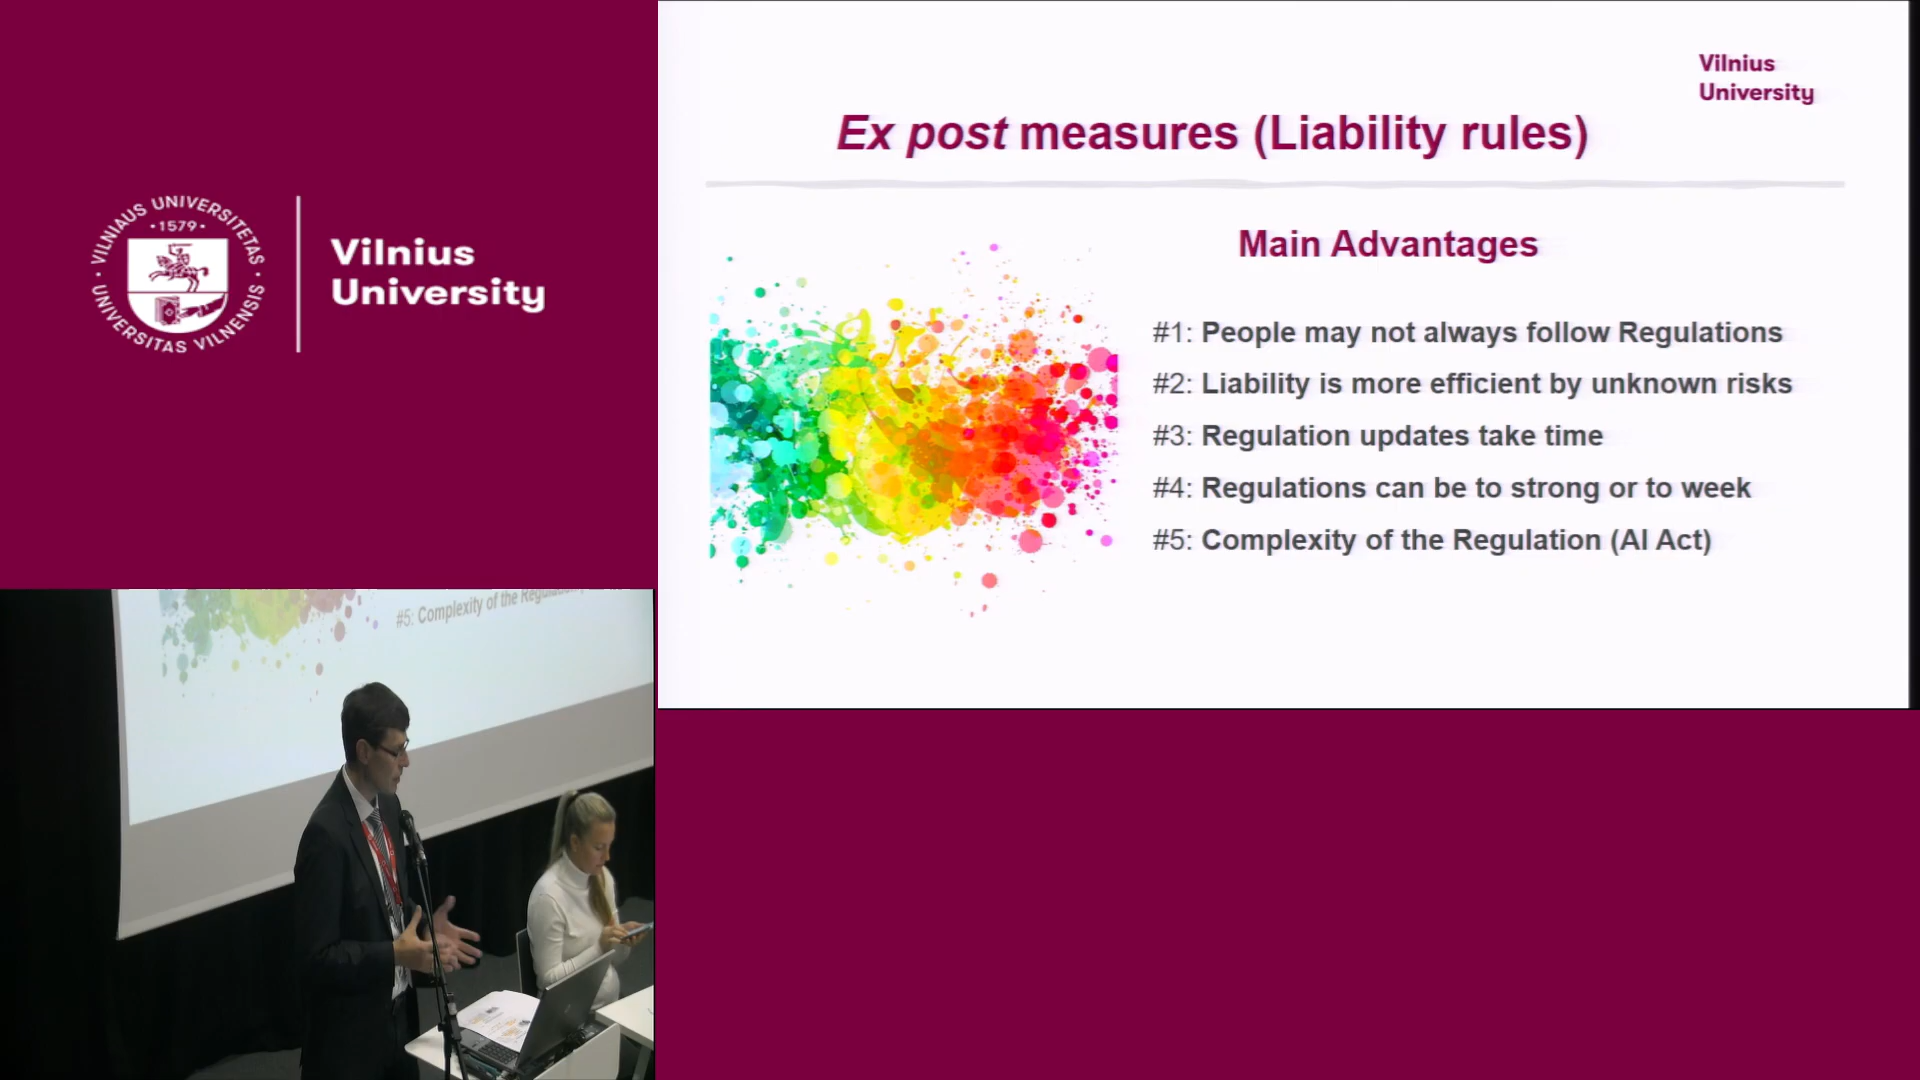 VILNIAUS UNIVERSITETAS
1579
UNIVERSITAS VILNENSIS
Vilnius
University
Vilnius
University
Ex post measures (Liability rules)
Main Advantages
#1: People may not always follow Regulations
#2: Liability is more efficient by unknown risks
#3: Regulation updates take time
#4: Regulations can be to strong or to week
#5: Complexity of the Regulation (AI Act)
#5: Complexity of the